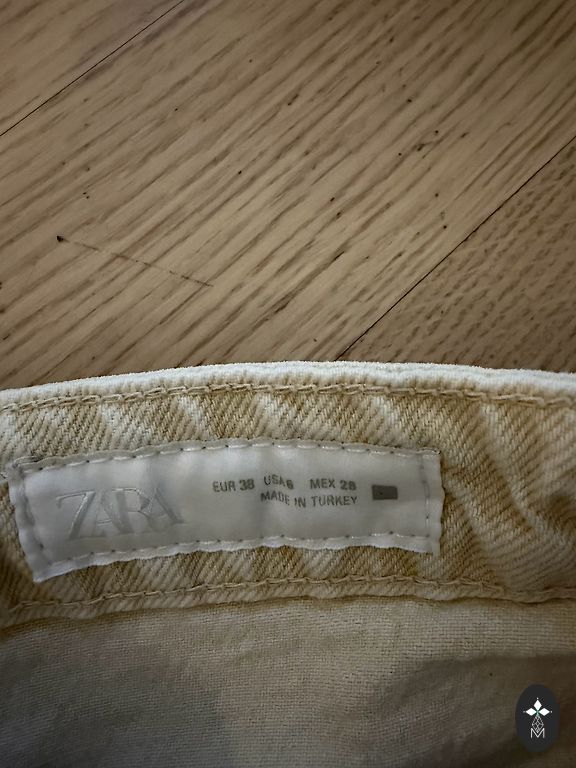 ZARA
EUR 38 USA 6 MEX 28
MADE IN TURKEY
M